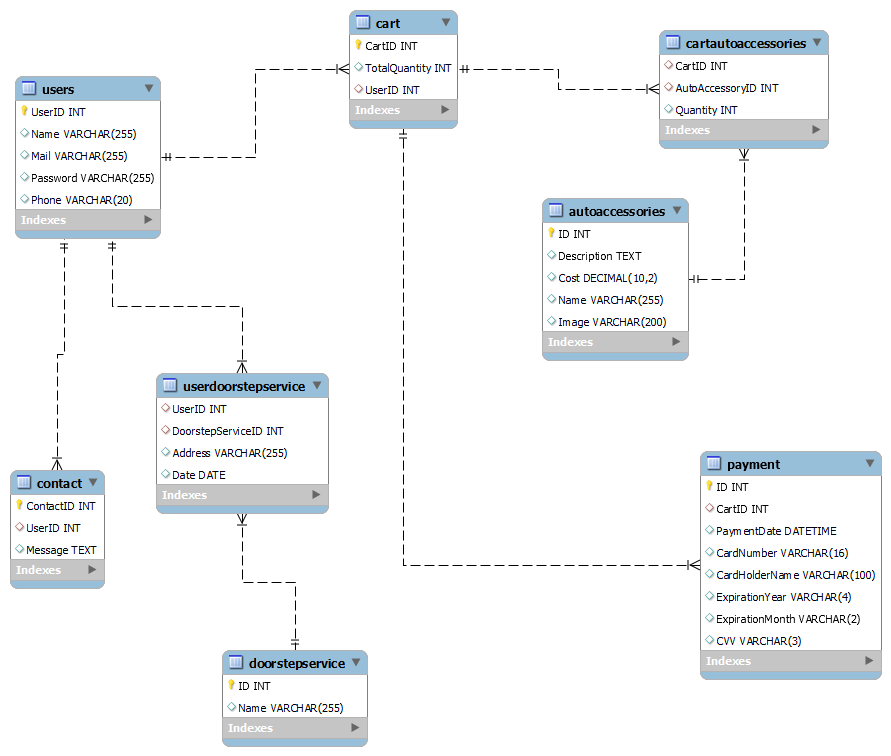 cart
CartID INT
TotalQuantity INT
UserID INT
Indexes
cartautoaccessories
CartID INT
AutoAccessoryID INT
Quantity INT
Indexes
users
UserID INT
Name VARCHAR(255)
Mail VARCHAR(255)
Password VARCHAR(255)
Phone VARCHAR(20)
Indexes
autoaccessories
ID INT
Description TEXT
Cost DECIMAL(10,2)
Name VARCHAR(255)
Image VARCHAR(200)
Indexes
userdoorstepservice
UserID INT
DoorstepServiceID INT
Address VARCHAR(255)
Date DATE
Indexes
contact
ContactID INT
UserID INT
Message TEXT
Indexes
payment
ID INT
CartID INT
PaymentDate DATETIME
CardNumber VARCHAR(16)
CardHolderName VARCHAR(100)
ExpirationYear VARCHAR(4)
ExpirationMonth VARCHAR(2)
CVV VARCHAR(3)
Indexes
doorstepservice
ID INT
Name VARCHAR(255)
Indexes